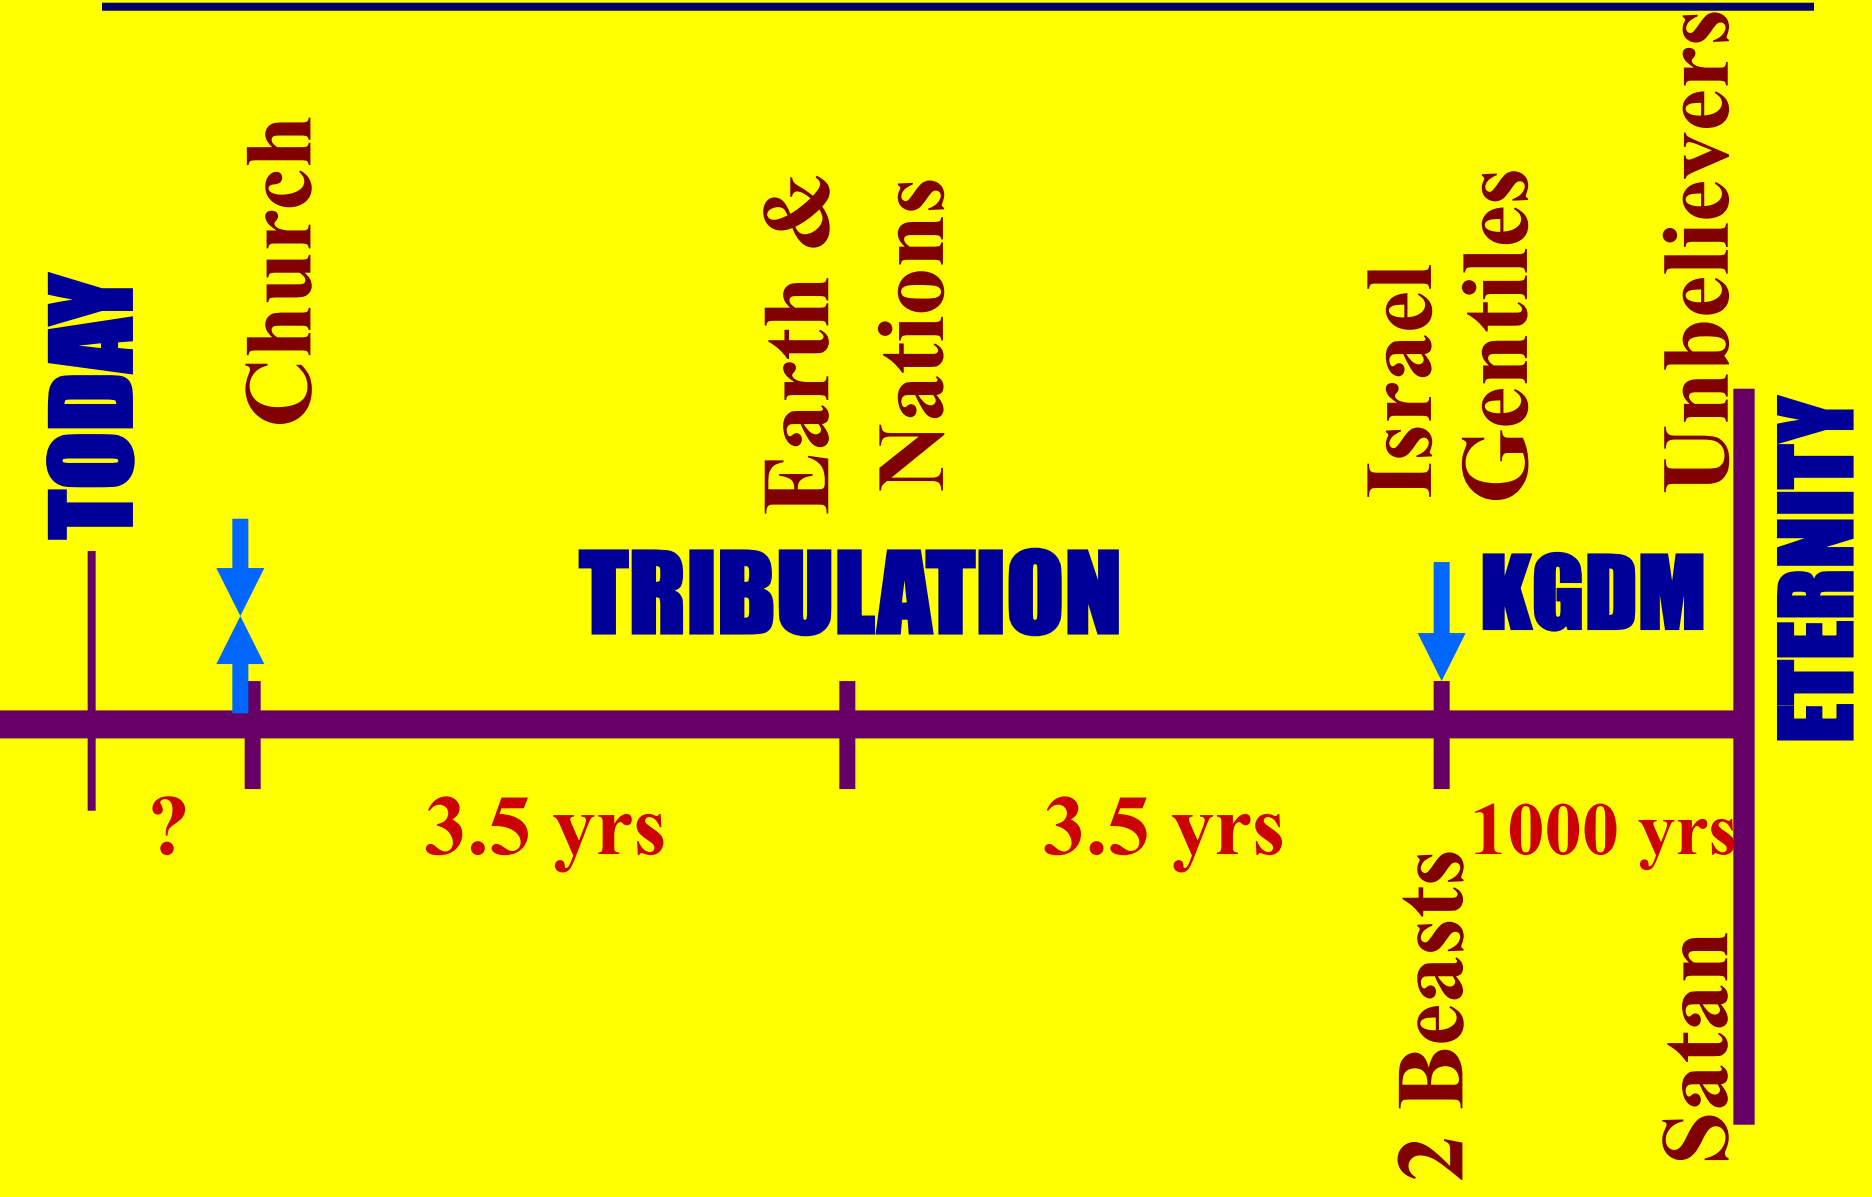 TODAY
Church
Earth &
Nations
Israel
Gentiles
Unbelievers
TRIBULATION
KGDM
ETERNITY
?
3.5 yrs
3.5 yrs
1000 yrs
2 Beasts
Satan